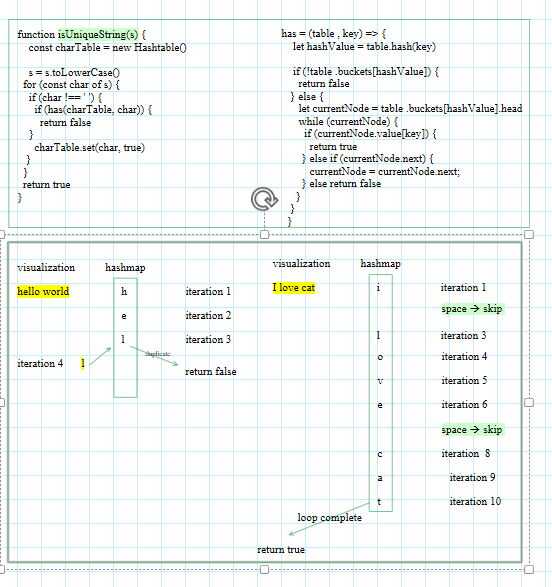 function isUniqueString(s) {
const charTable = new Hashtable()
s = s.toLowerCase()
for (const char of s) {
if (char !== ' ') {
if (has(charTable, char)) {
return false
}
charTable.set(char, true)
}
}
return true
}
has = (table , key) => {
let hashValue = table.hash(key)
if (!table .buckets[hashValue]) {
return false
} else {
let currentNode = table .buckets[hashValue].head
while (currentNode) {
if (currentNode.value[key]) {
return true
} else if (currentNode.next) {
currentNode = currentNode.next;
} else return false
}
}
}
visualization hashmap
hello world h iteration 1
e iteration 2
l iteration 3
duplicate
iteration 4 l
return false
visualization hashmap
I love cat i iteration 1
space → skip
l iteration 3
o iteration 4
v iteration 5
e iteration 6
space → skip
c iteration 8
a iteration 9
t iteration 10
loop complete
return true